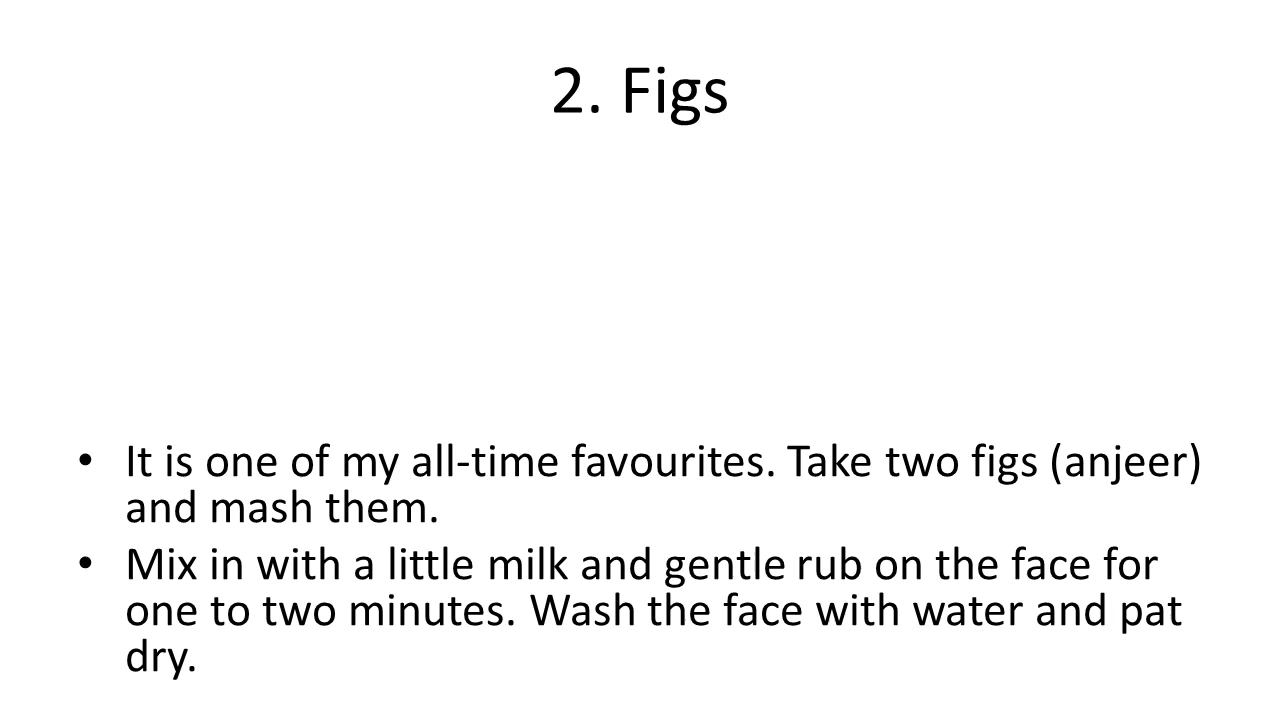 2. Figs
• It is one of my all-time favourites. Take two figs (anjeer)
and mash them.
• Mix in with a little milk and gentle rub on the face for
one to two minutes. Wash the face with water and pat
dry.